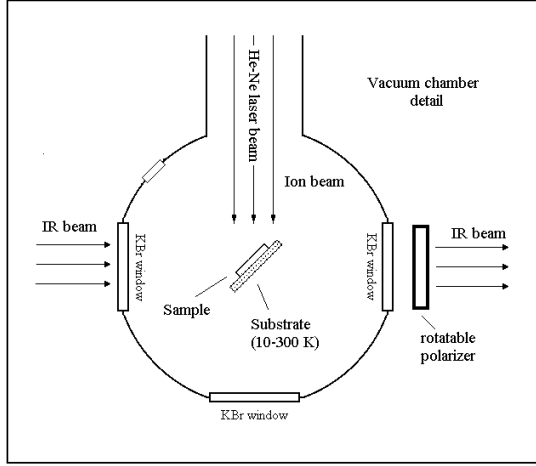 He-Ne laser beam
Vacuum chamber
detail
Ion beam
IR beam
KBr window
KBr window
IR beam
Sample
Substrate
(10-300 K)
rotatable
polarizer
KBr window